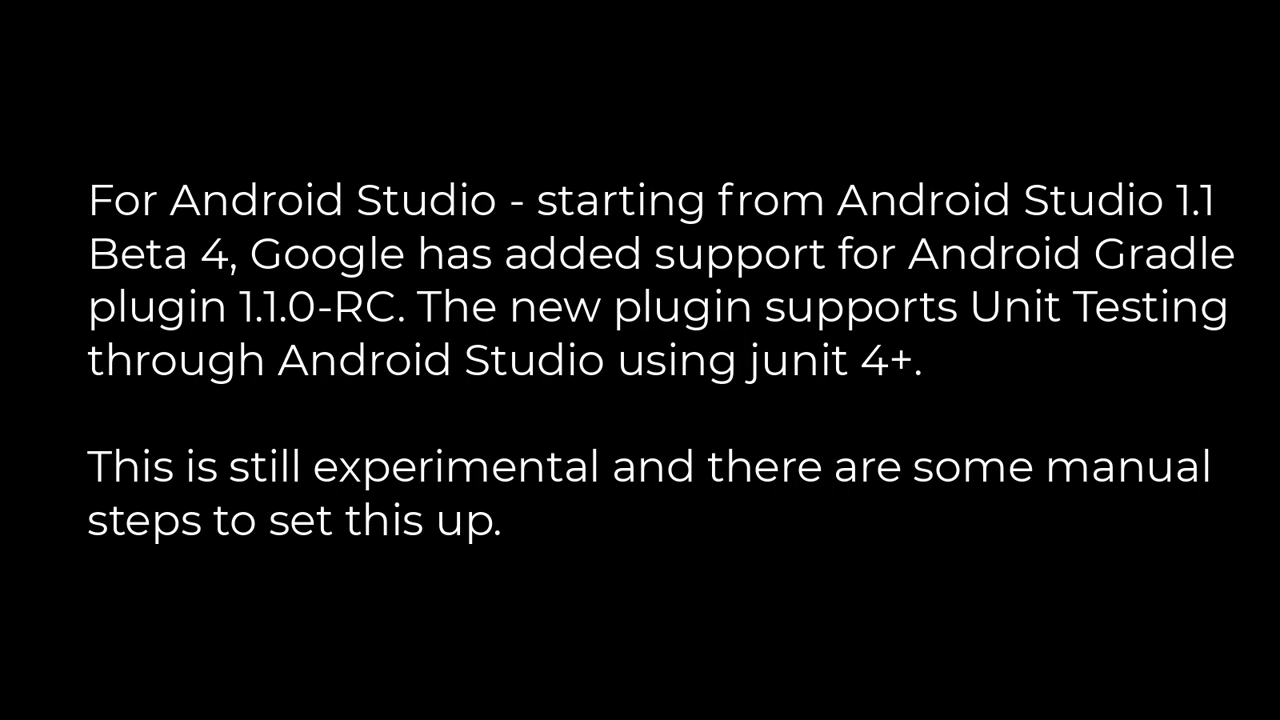 For Android Studio - starting from Android Studio 1.1
Beta 4, Google has added support for Android Gradle
plugin 1.1.0-RC. The new plugin supports Unit Testing
through Android Studio using junit 4+.
This is still experimental and there are some manual
steps to set this up.